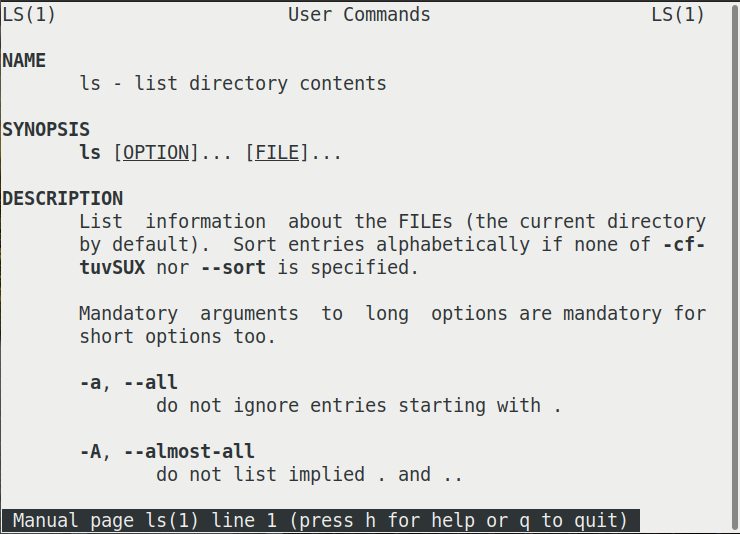 LS(1) User Commands LS(1)
NAME
ls - list directory contents
SYNOPSIS
ls [OPTION]... [FILE]...
DESCRIPTION
List information about the FILEs (the current directory
by default). Sort entries alphabetically if none of -cf-
tuvSUX nor --sort is specified.
Mandatory arguments to long options are mandatory for
short options too.
-a, --all
do not ignore entries starting with .
-A, --almost-all
do not list implied . and ..
Manual page ls(1) line 1 (press h for help or q to quit)